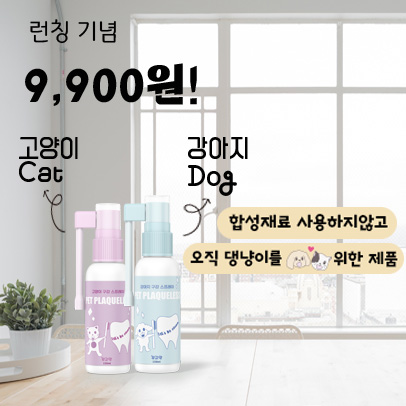 런칭 기념
9,900원!
고양이
Cat
강아지
Dog
합성재료 사용하지않고
오직 댕냥이를 위한 제품
PET PLAQUELESS